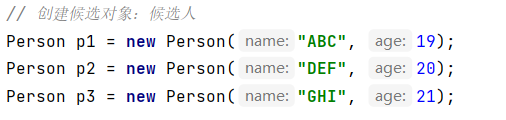 // 创建候选对象：候选人
Person p1 = new Person( name: "ABC", age: 19);
Person p2 = new Person( name: "DEF", age: 20);
Person p3 = new Person( name: "GHI", age: 21);